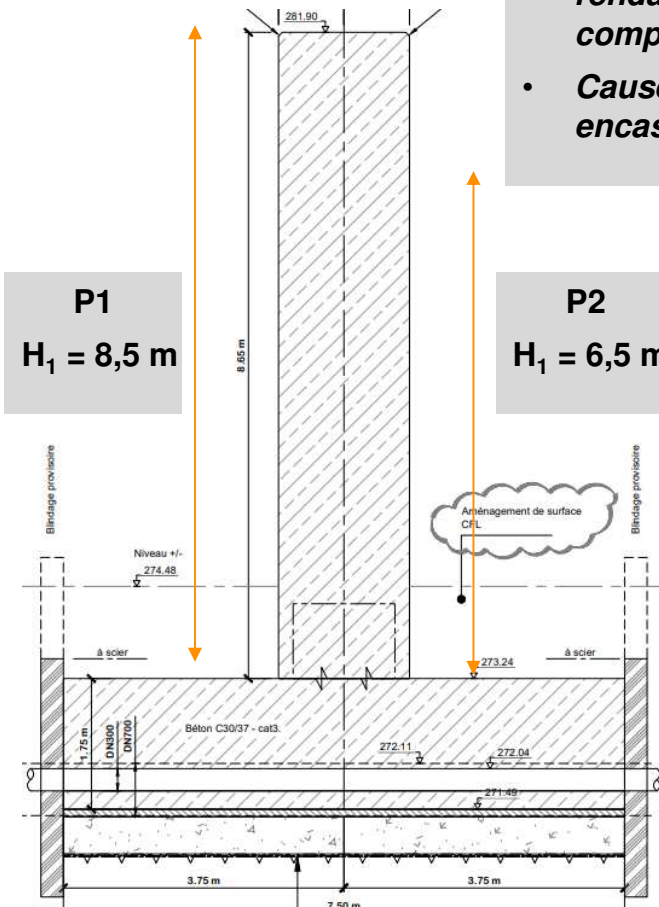 281.90
comp
• Cause
encas
P1
H₁ = 8,5 m
P2
H₁ = 6,5 m
8.65 m
Blindage provisoire
Blindage provisoire
Aménagement de surface
CFL
Niveau +/-
274.48
à scier
à scier
273.24
1.75 m
DN300
DN700
Béton C30/37 - cat3.
272.11
272.04
271.49
3.75 m
3.75 m
7.50 m